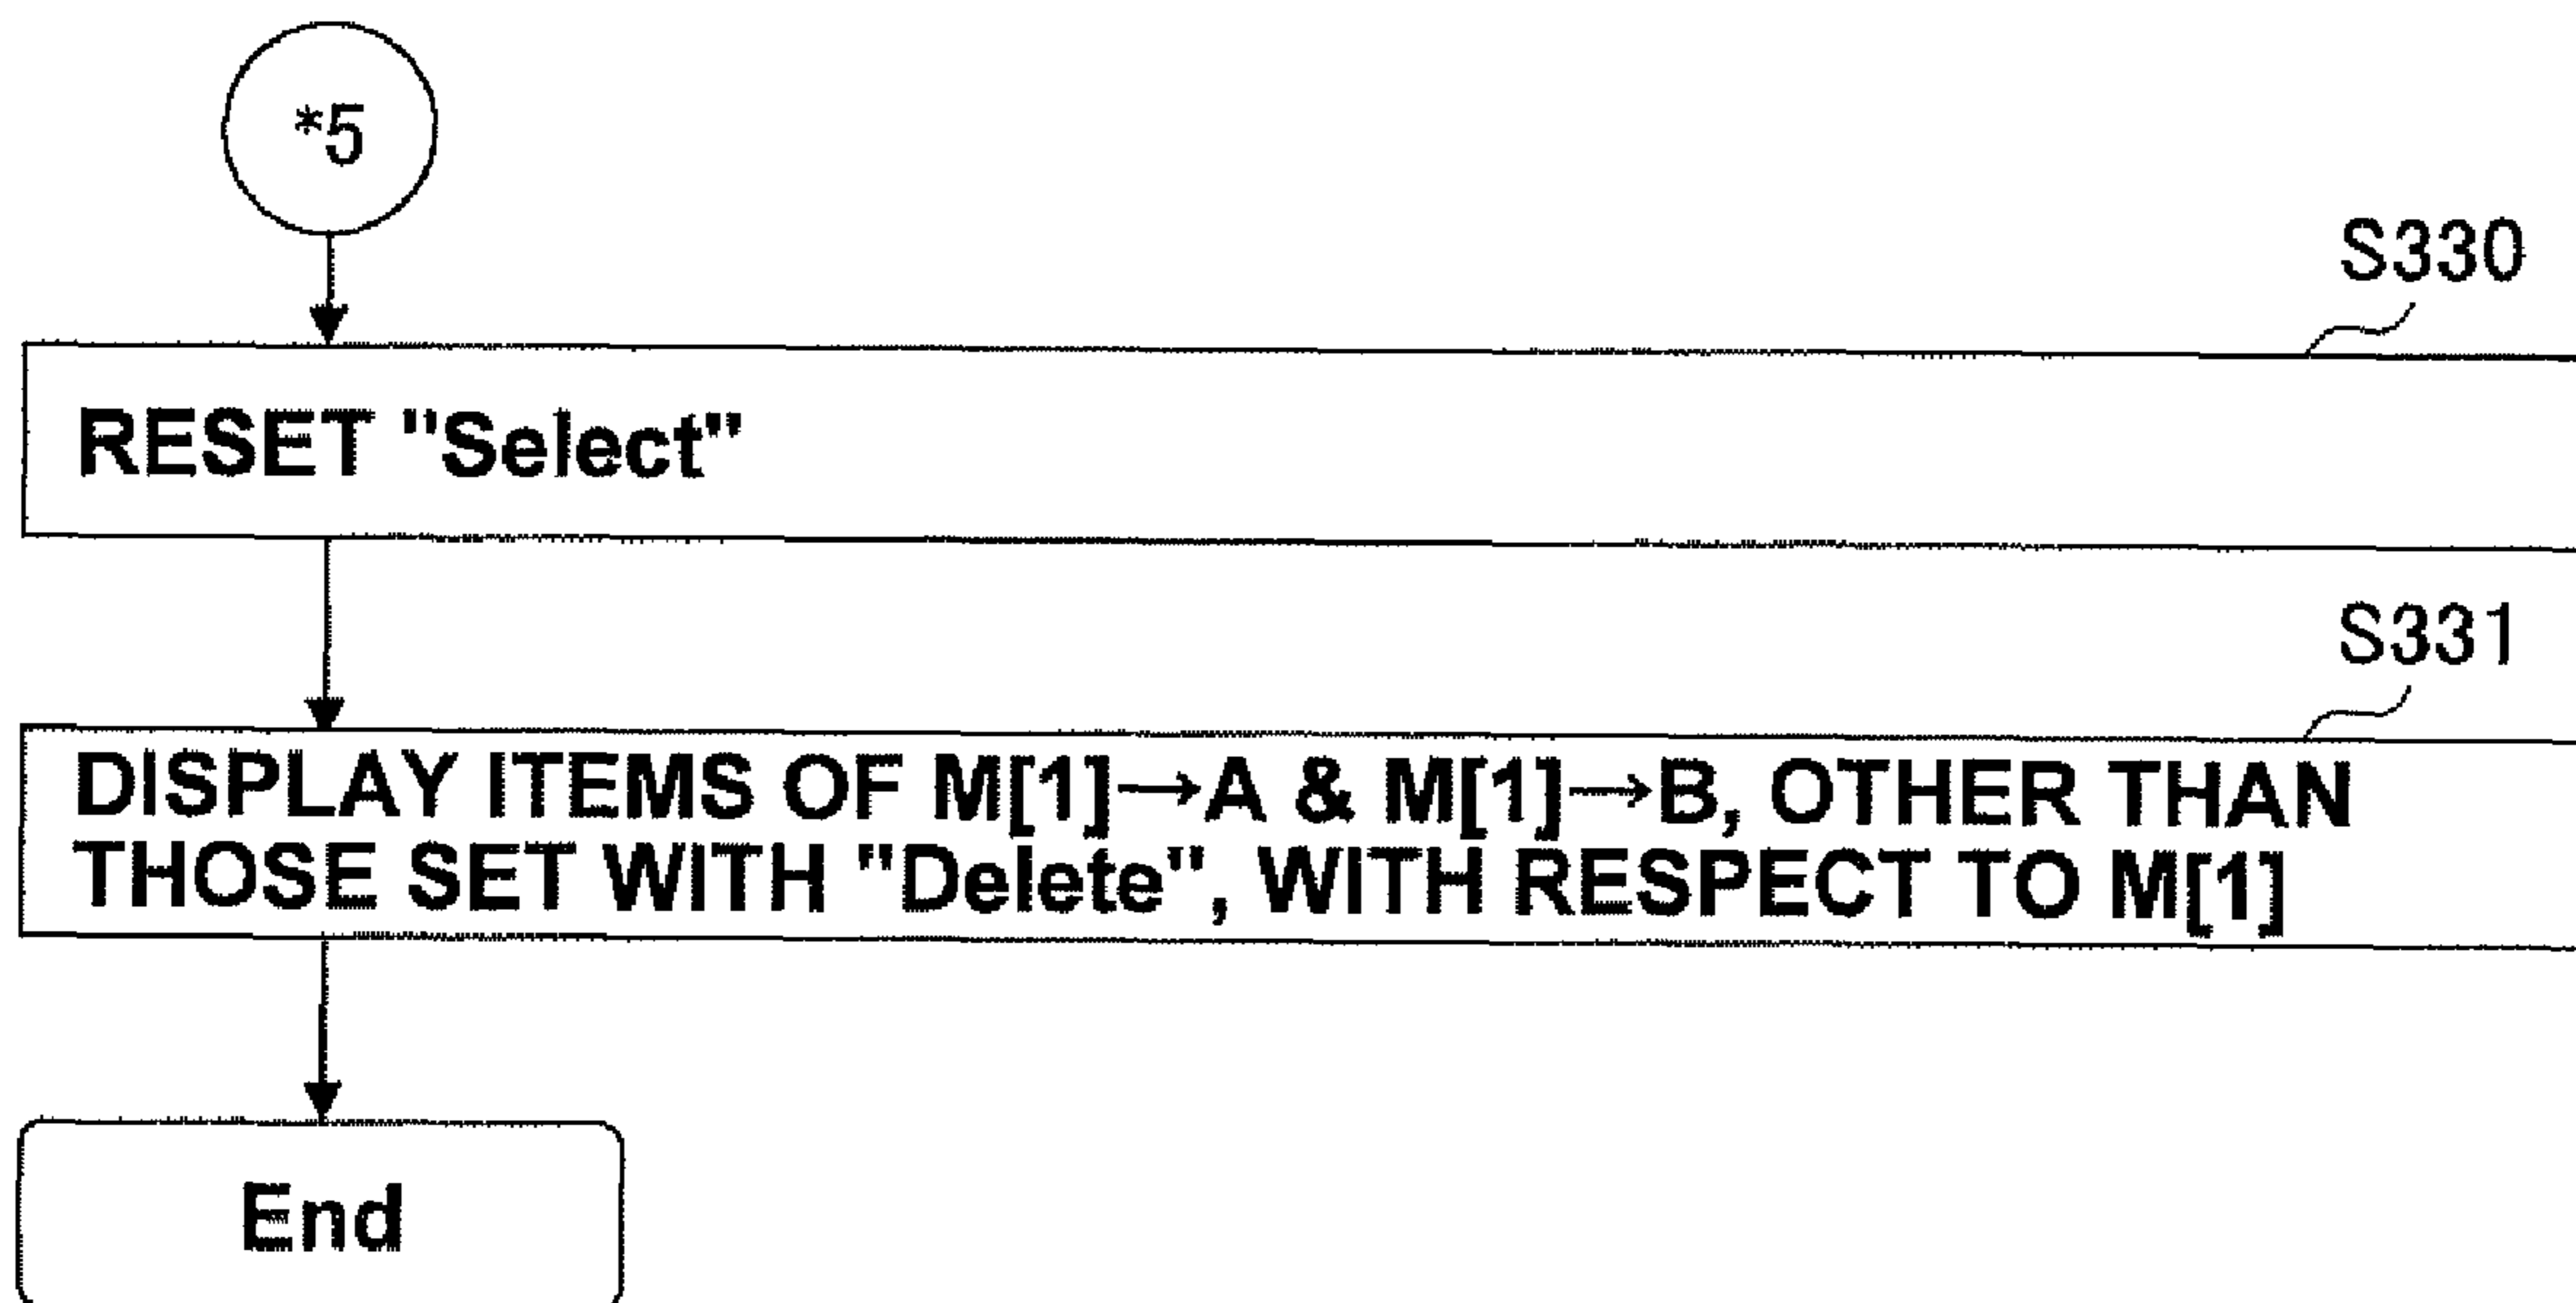 *5
S330
RESET "Select"
S331
DISPLAY ITEMS OF M[1]→A & M[1]→B, OTHER THAN
THOSE SET WITH "Delete", WITH RESPECT TO M[1]
End